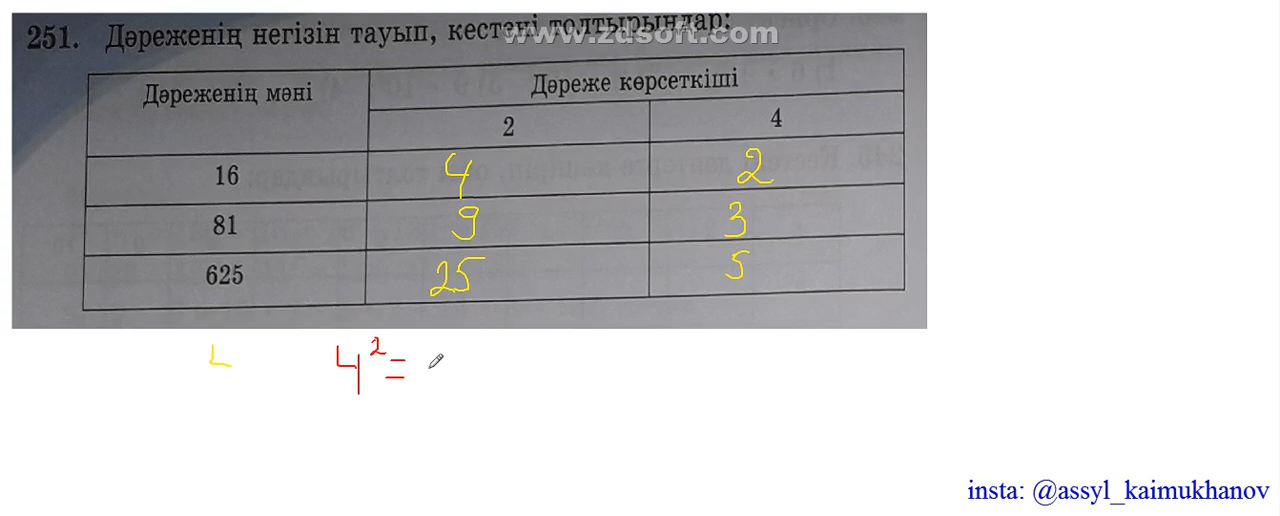 251. Дәреженің негізін тауып, кестені толтырыңдар:
www.zdsoft.com
Дәреженің мәні
Дәреже көрсеткіші
2 4
16 4 2
81 9 3
625 25 5
4² =
insta: @assyl_kaimukhanov